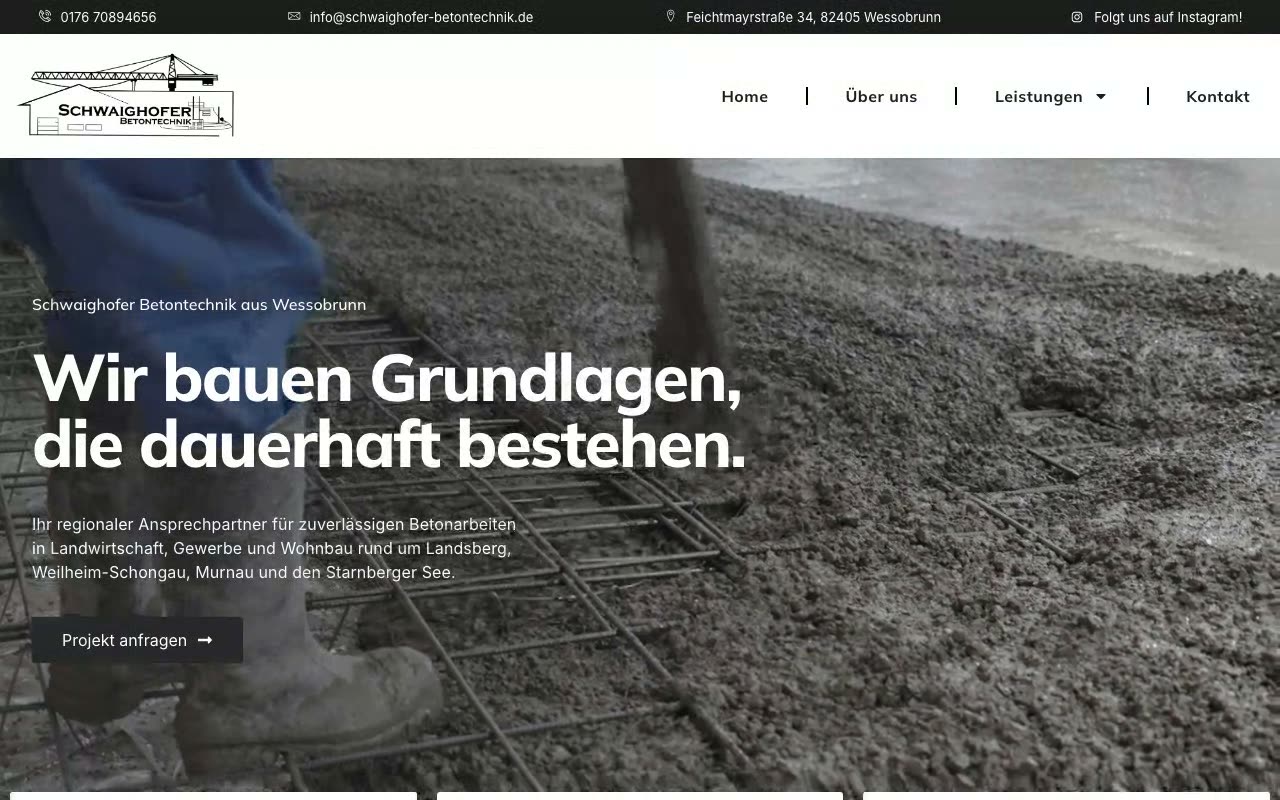 0176 70894656
info@schwaighofer-betontechnik.de
Feichtmayrstraße 34, 82405 Wessobrunn
Folgt uns auf Instagram!
SCHWAIGHOFER
BETONTECHNIK
Home
Über uns
Leistungen
Kontakt
Schwaighofer Betontechnik aus Wessobrunn
Wir bauen Grundlagen,
die dauerhaft bestehen.
Ihr regionaler Ansprechpartner für zuverlässigen Betonarbeiten
in Landwirtschaft, Gewerbe und Wohnbau rund um Landsberg,
Weilheim-Schongau, Murnau und den Starnberger See.
Projekt anfragen